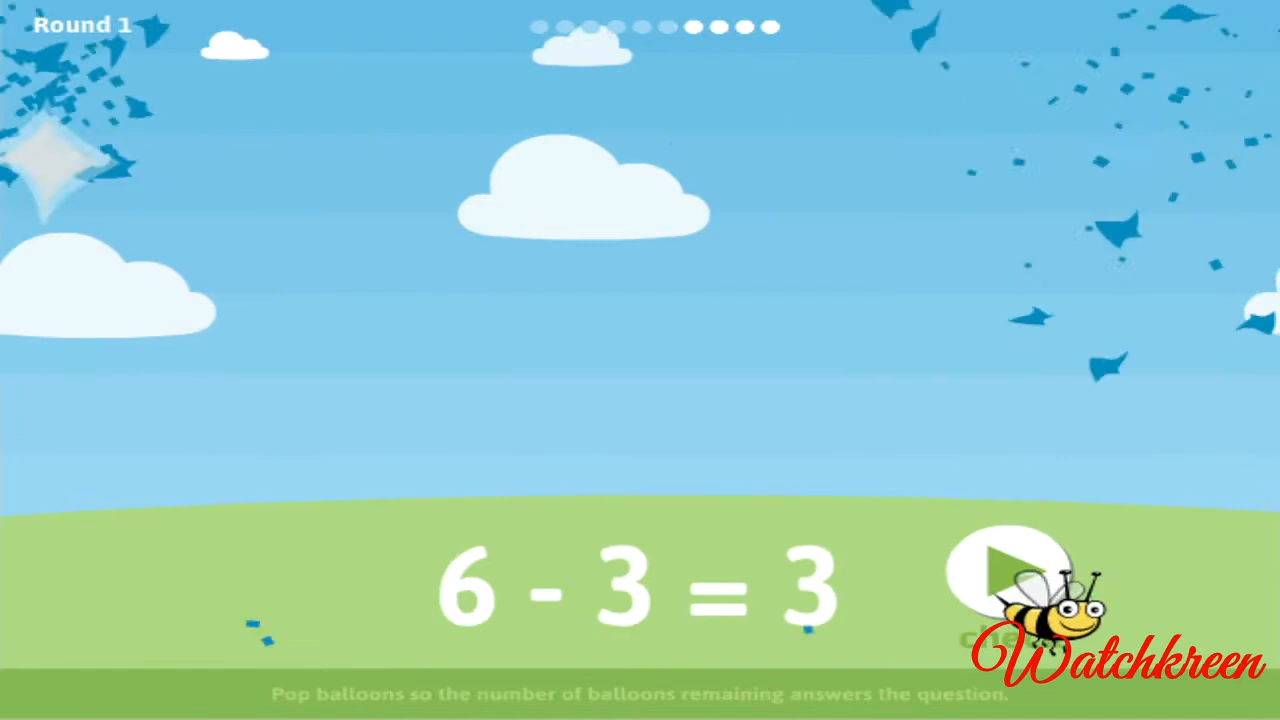 Round 1
6 - 3 = 3
Watchkreen
Pop balloons so the number of balloons remaining answers the question.